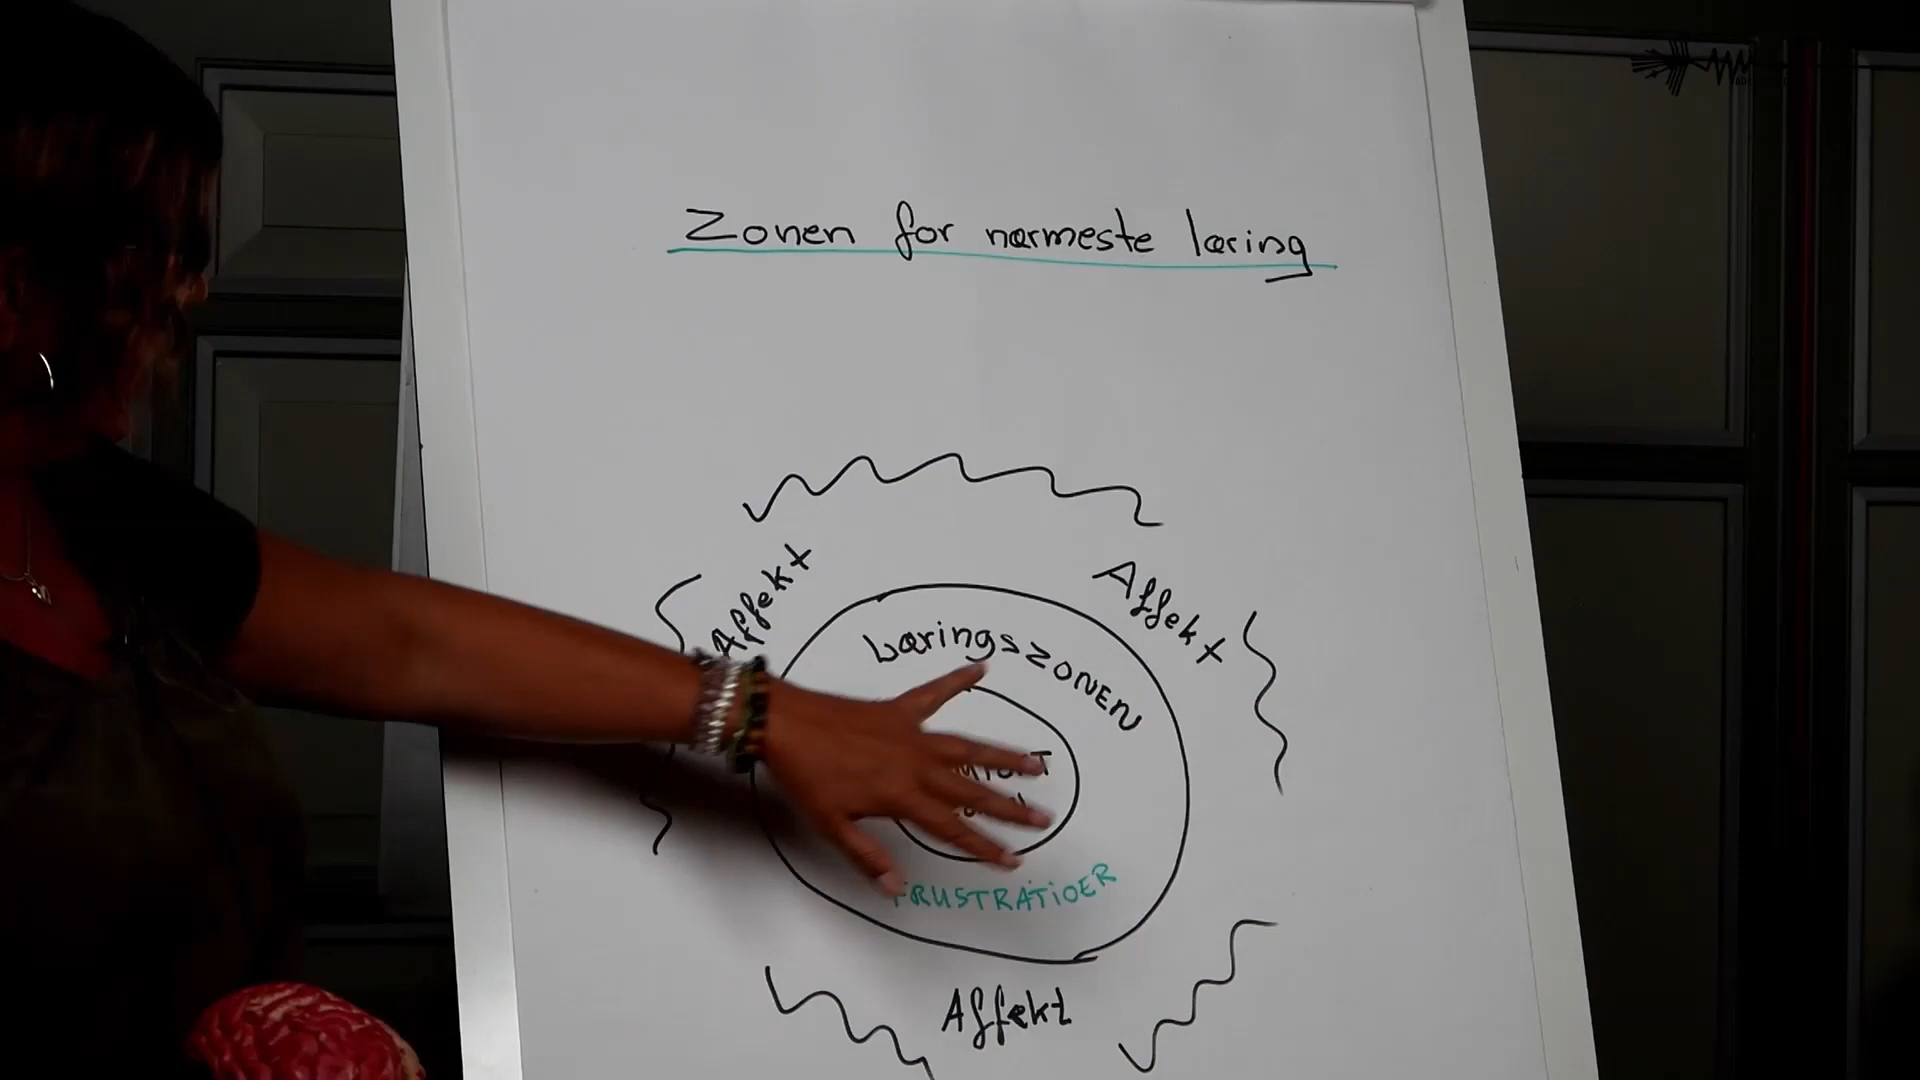 Zonen for nærmeste læring
Affekt
Affekt
Læringszonen
FRUSTRATIOER
Affekt